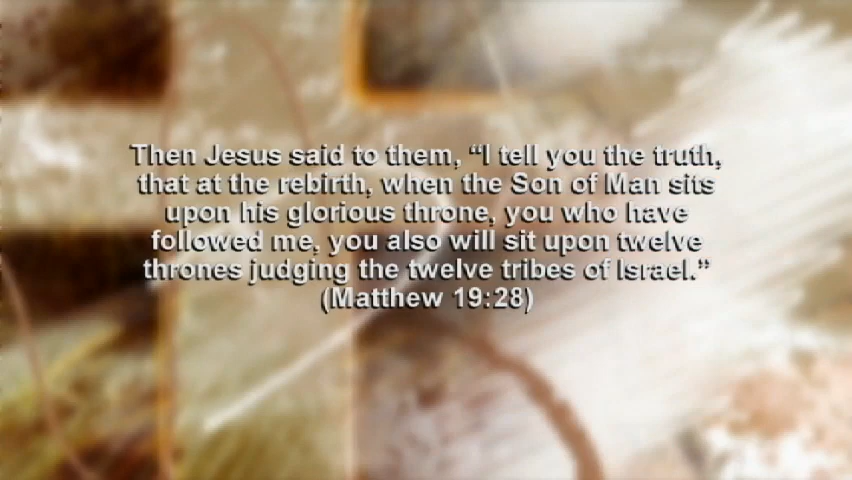 Then Jesus said to them, “I tell you the truth,
that at the rebirth, when the Son of Man sits
upon his glorious throne, you who have
followed me, you also will sit upon twelve
thrones judging the twelve tribes of Israel.”
(Matthew 19:28)